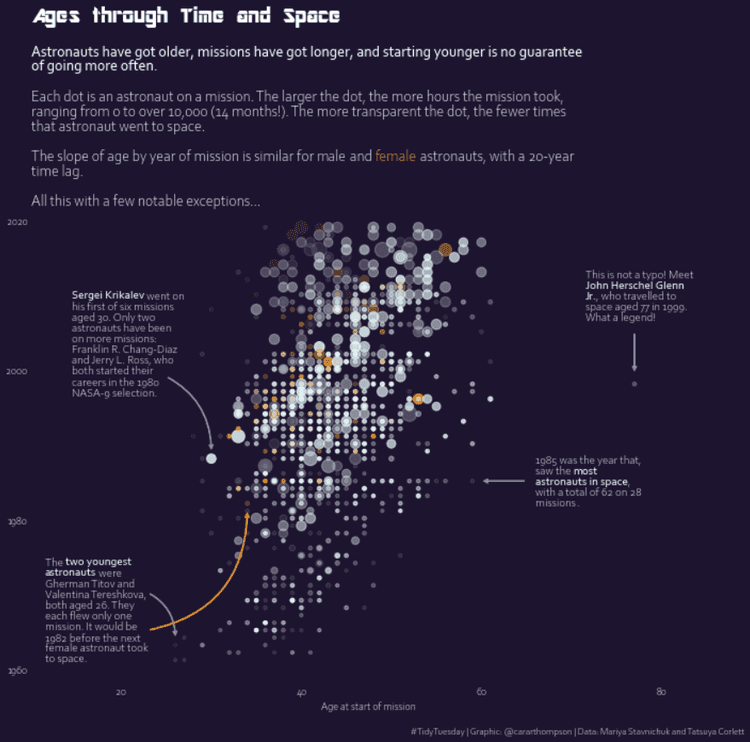 Ages through Time and Space
Astronauts have got older, missions have got longer, and starting younger is no guarantee
of going more often.
Each dot is an astronaut on a mission. The larger the dot, the more hours the mission took,
ranging from 0 to over 10,000 (14 months!). The more transparent the dot, the fewer times
that astronaut went to space.
The slope of age by year of mission is similar for male and female astronauts, with a 20-year
time lag.
All this with a few notable exceptions...
2020
Sergei Krikalev went on
his first of six missions
aged 30. Only two
astronauts have been
on more missions:
Franklin R. Chang-Diaz
and Jerry L. Ross, who
both started their
careers in the 1980
NASA-9 selection.
This is not a typo! Meet
John Herschel Glenn
Jr., who travelled to
space aged 77 in 1999.
What a legend!
2000
1985 was the year that,
saw the most
astronauts in space,
with a total of 62 on 28
missions.
1980
The two youngest
astronauts were
Gherman Titov and
Valentina Tereshkova,
both aged 26. They
each flew only one
mission. It would be
1982 before the next
female astronaut took
to space.
1960
20
40
60
80
Age at start of mission
#TidyTuesday | Graphic: @cararthompson | Data: Mariya Stavnichuk and Tatsuya Corlett